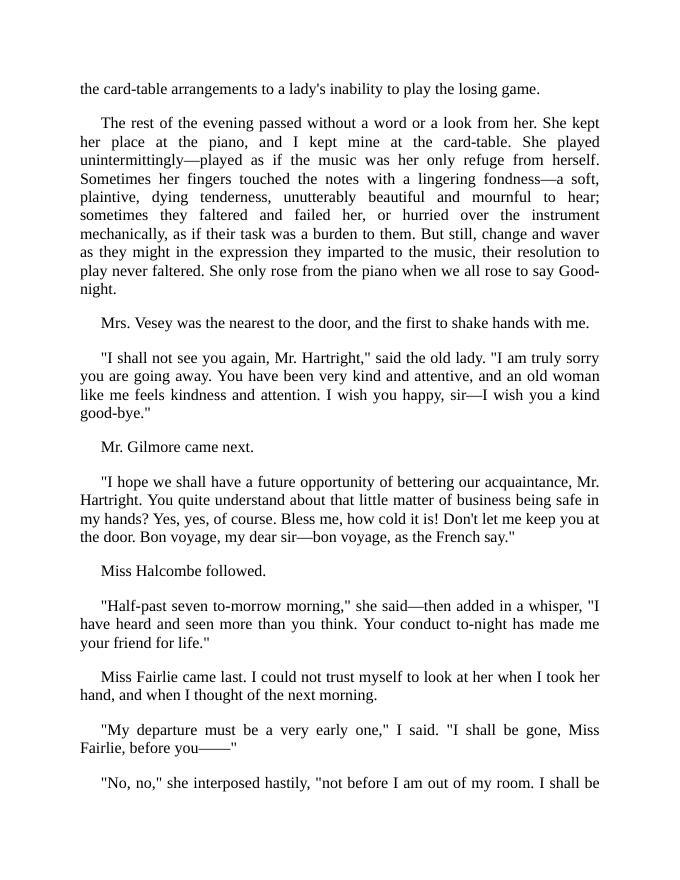 the card-table arrangements to a lady's inability to play the losing game.
The rest of the evening passed without a word or a look from her. She kept
her place at the piano, and I kept mine at the card-table. She played
unintermittingly—played as if the music was her only refuge from herself.
Sometimes her fingers touched the notes with a lingering fondness—a soft,
plaintive, dying tenderness, unutterably beautiful and mournful to hear;
sometimes they faltered and failed her, or hurried over the instrument
mechanically, as if their task was a burden to them. But still, change and waver
as they might in the expression they imparted to the music, their resolution to
play never faltered. She only rose from the piano when we all rose to say Good-
night.
Mrs. Vesey was the nearest to the door, and the first to shake hands with me.
"I shall not see you again, Mr. Hartright," said the old lady. "I am truly sorry
you are going away. You have been very kind and attentive, and an old woman
like me feels kindness and attention. I wish you happy, sir—I wish you a kind
good-bye."
Mr. Gilmore came next.
"I hope we shall have a future opportunity of bettering our acquaintance, Mr.
Hartright. You quite understand about that little matter of business being safe in
my hands? Yes, yes, of course. Bless me, how cold it is! Don't let me keep you at
the door. Bon voyage, my dear sir—bon voyage, as the French say."
Miss Halcombe followed.
"Half-past seven to-morrow morning," she said—then added in a whisper, "I
have heard and seen more than you think. Your conduct to-night has made me
your friend for life."
Miss Fairlie came last. I could not trust myself to look at her when I took her
hand, and when I thought of the next morning.
"My departure must be a very early one," I said. "I shall be gone, Miss
Fairlie, before you——"
"No, no," she interposed hastily, "not before I am out of my room. I shall be